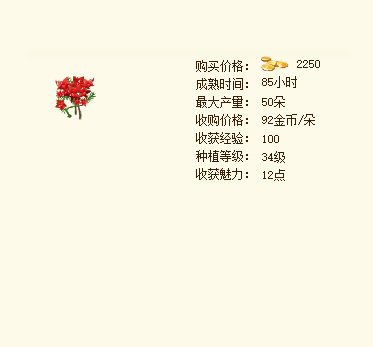 购买价格： 2250
成熟时间： 85小时
最大产量： 50朵
收购价格： 92金币/朵
收获经验： 100
种植等级： 34级
收获魅力： 12点